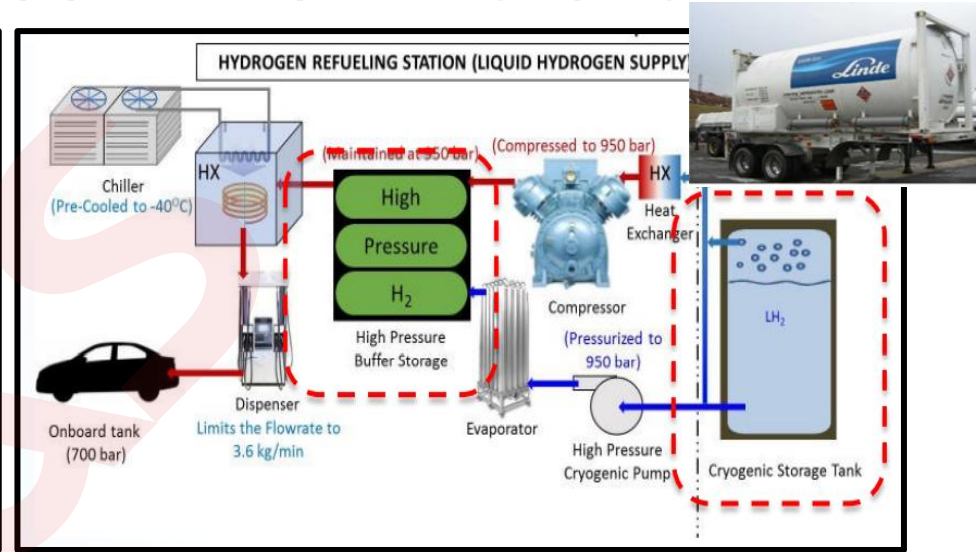 HYDROGEN REFUELING STATION (LIQUID HYDROGEN SUPPLY)
Linde
Chiller
(Pre-Cooled to -40°C)
HX
(Maintained at 950 bar)
(Compressed to 950 bar)
HX
Heat
Exchanger
High
Pressure
H₂
Compressor
High Pressure
Buffer Storage
(Pressurized to
950 bar)
LH₂
Onboard tank
(700 bar)
Dispenser
Limits the Flowrate to
3.6 kg/min
Evaporator
High Pressure
Cryogenic Pump
Cryogenic Storage Tank